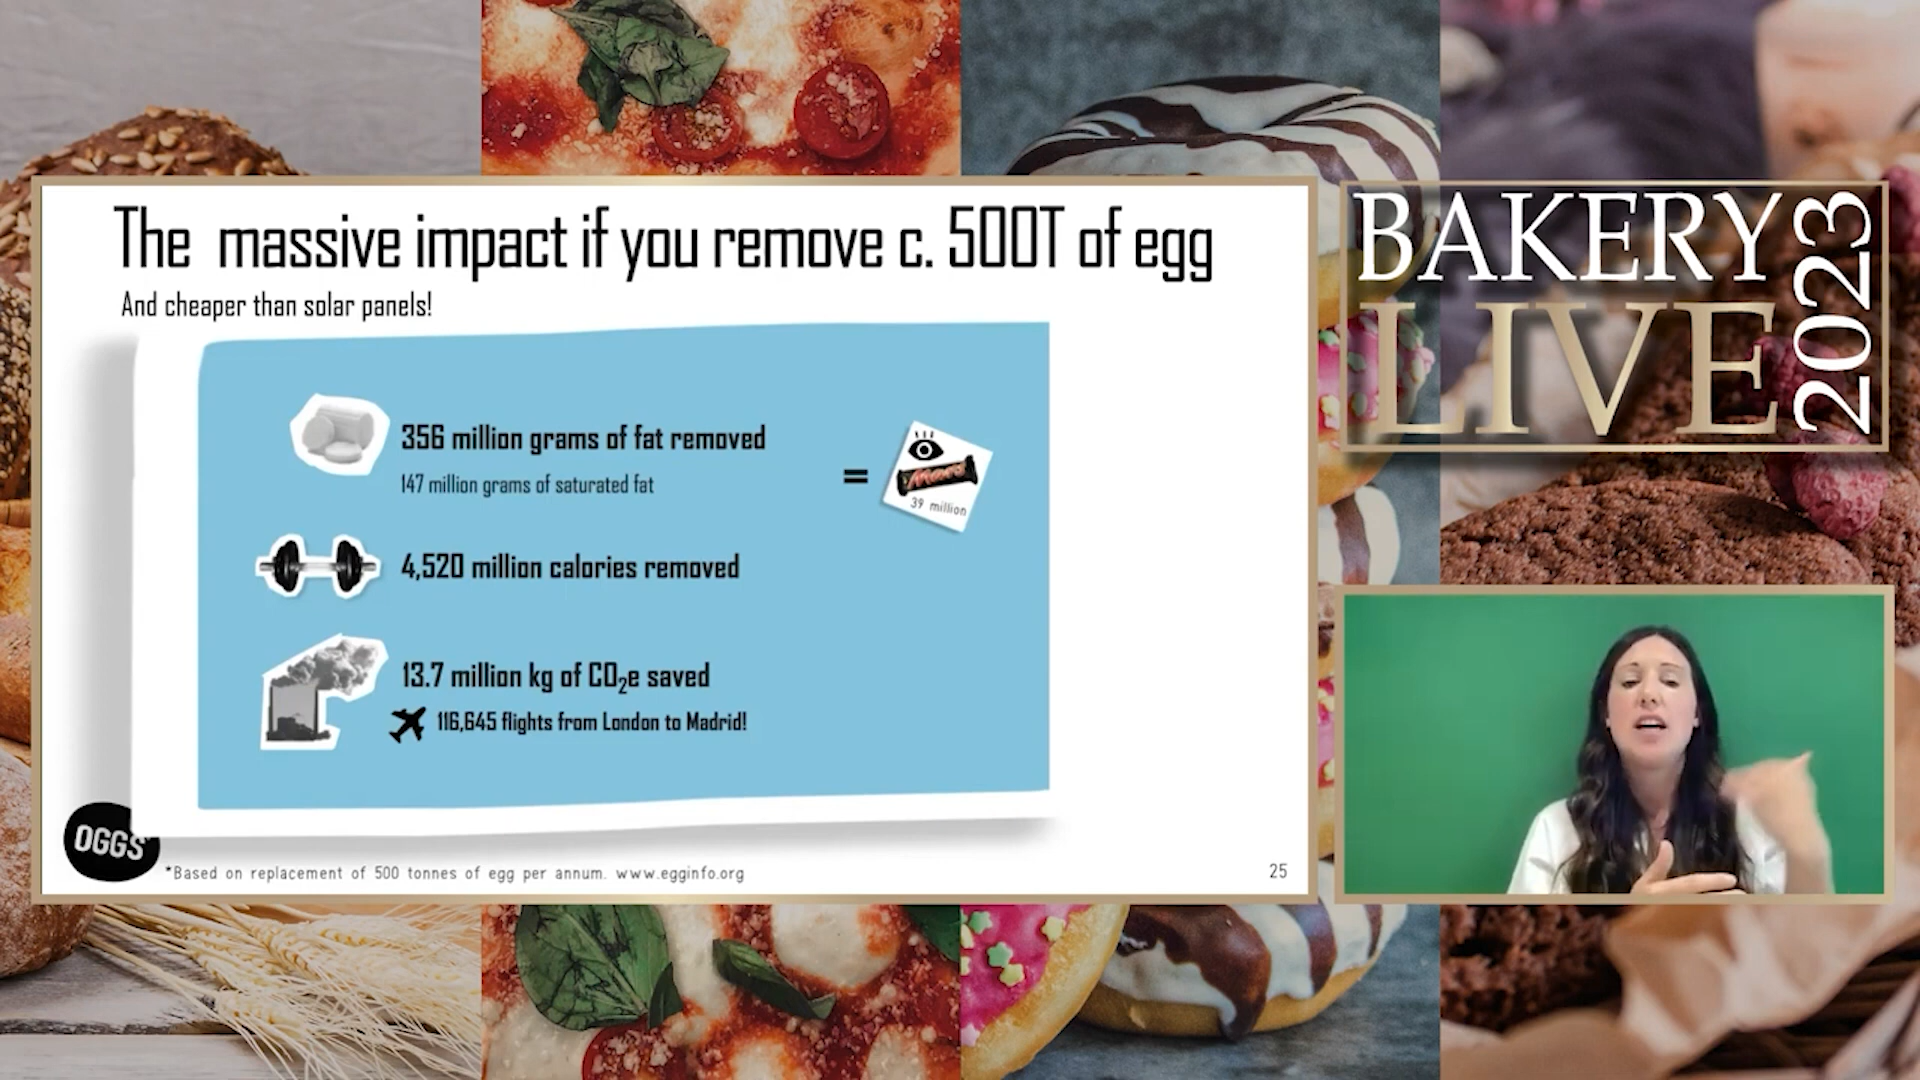 The massive impact if you remove c. 500T of egg
And cheaper than solar panels!
356 million grams of fat removed
147 million grams of saturated fat
=
Mars
39 million
4,520 million calories removed
13.7 million kg of CO₂e saved
116,645 flights from London to Madrid!
OGGS
*Based on replacement of 500 tonnes of egg per annum. www.egginfo.org
25
BAKERY
LIVE
2023